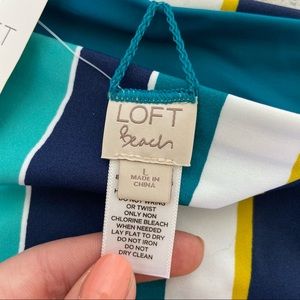 LOFT
Beach
L
MADE IN
CHINA
DO NOT WRING
OR TWIST
ONLY NON
CHLORINE BLEACH
WHEN NEEDED
LAY FLAT TO DRY
DO NOT IRON
DO NOT
DRY CLEAN